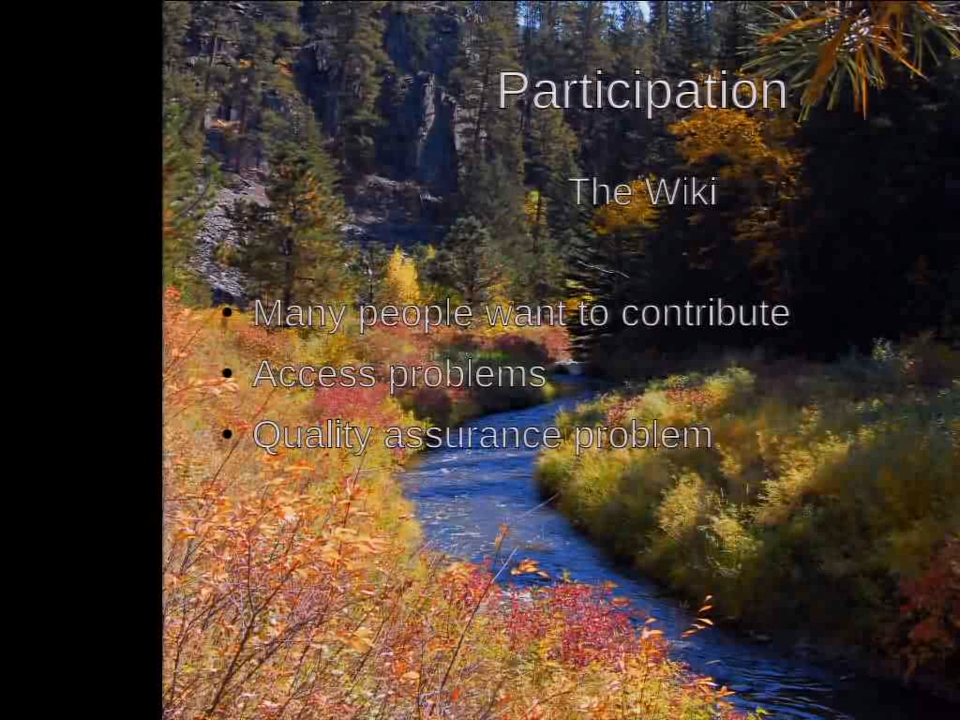 Participation
The Wiki
• Many people want to contribute
• Access problems
• Quality assurance problem